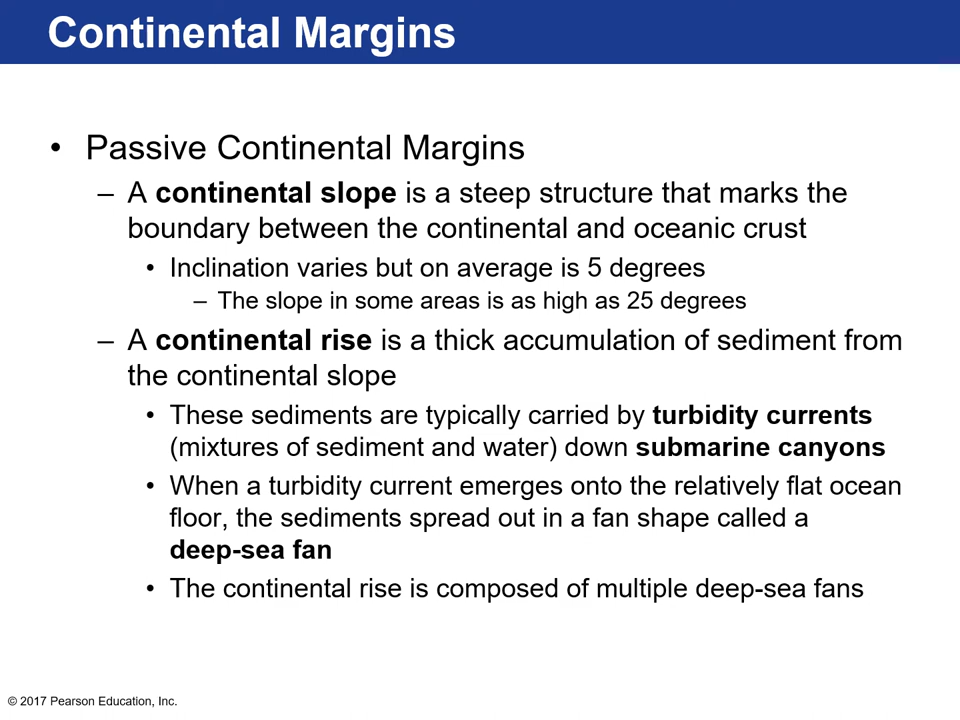 Continental Margins
• Passive Continental Margins
– A continental slope is a steep structure that marks the
boundary between the continental and oceanic crust
• Inclination varies but on average is 5 degrees
– The slope in some areas is as high as 25 degrees
– A continental rise is a thick accumulation of sediment from
the continental slope
• These sediments are typically carried by turbidity currents
(mixtures of sediment and water) down submarine canyons
• When a turbidity current emerges onto the relatively flat ocean
floor, the sediments spread out in a fan shape called a
deep-sea fan
• The continental rise is composed of multiple deep-sea fans
© 2017 Pearson Education, Inc.